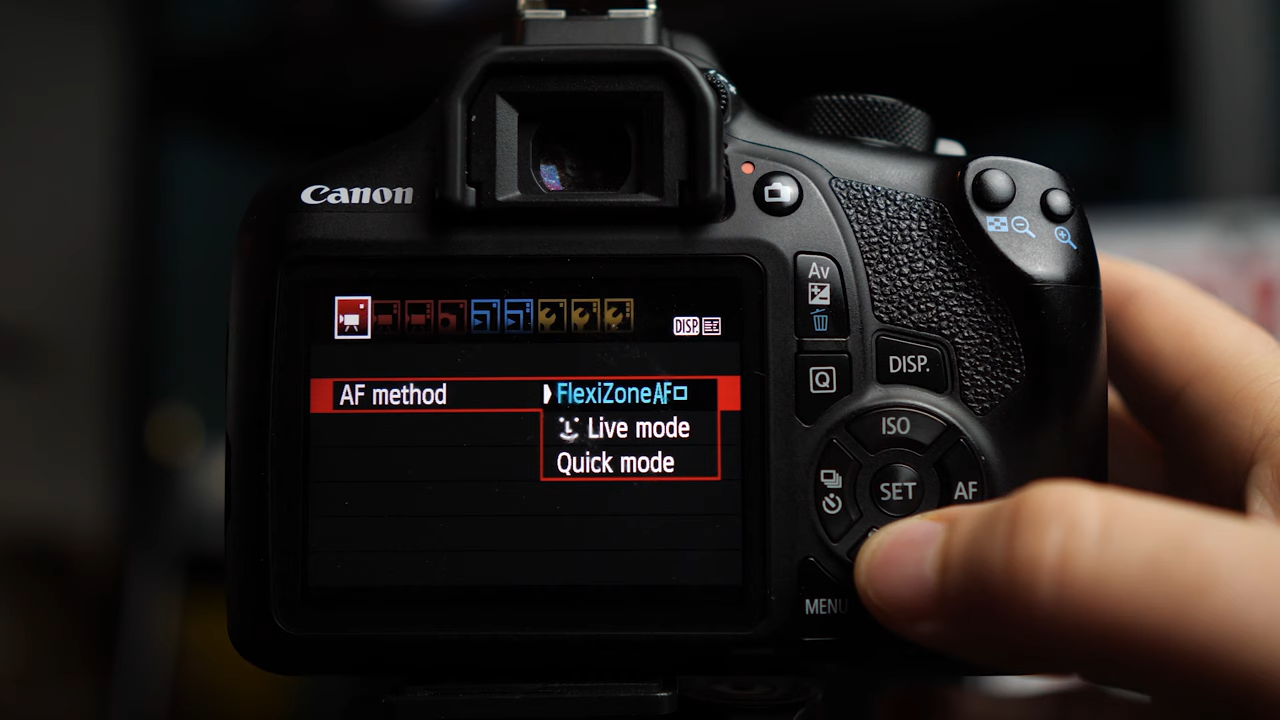 Canon
DISP.
AF method
FlexiZoneAF
Live mode
Quick mode
Av
Q
DISP.
ISO
SET
AF
MENU